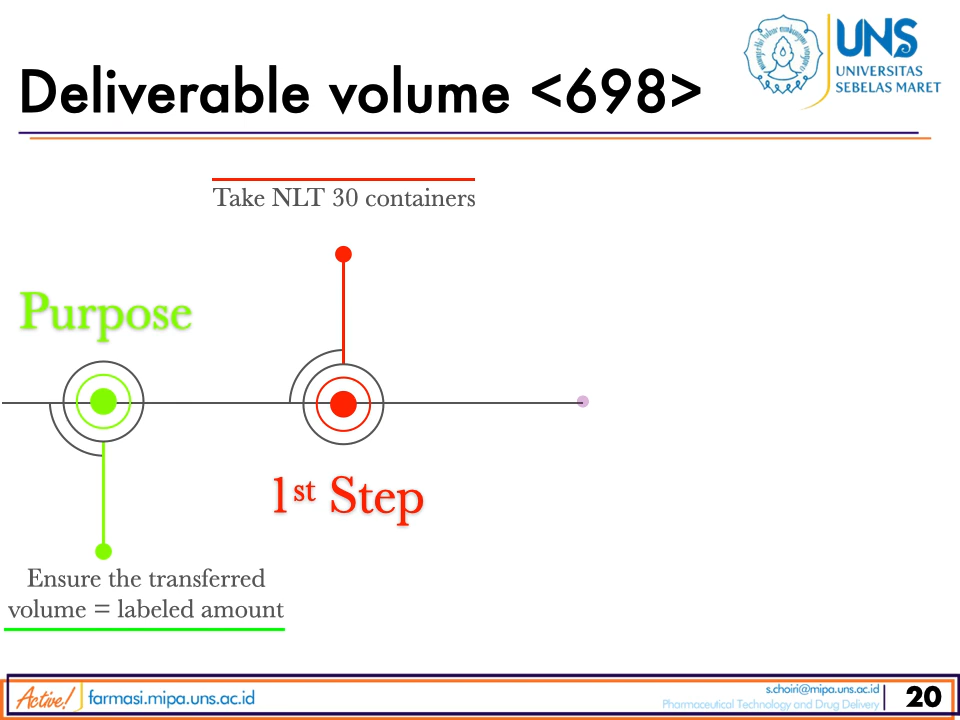 Deliverable volume <698>
UNS
UNIVERSITAS
SEBELAS MARET
Take NLT 30 containers
Purpose
1st Step
Ensure the transferred
volume = labeled amount
Active!
farmasi.mipa.uns.ac.id
s.choiri@mipa.uns.ac.id
Pharmaceutical Technology and Drug Delivery
20